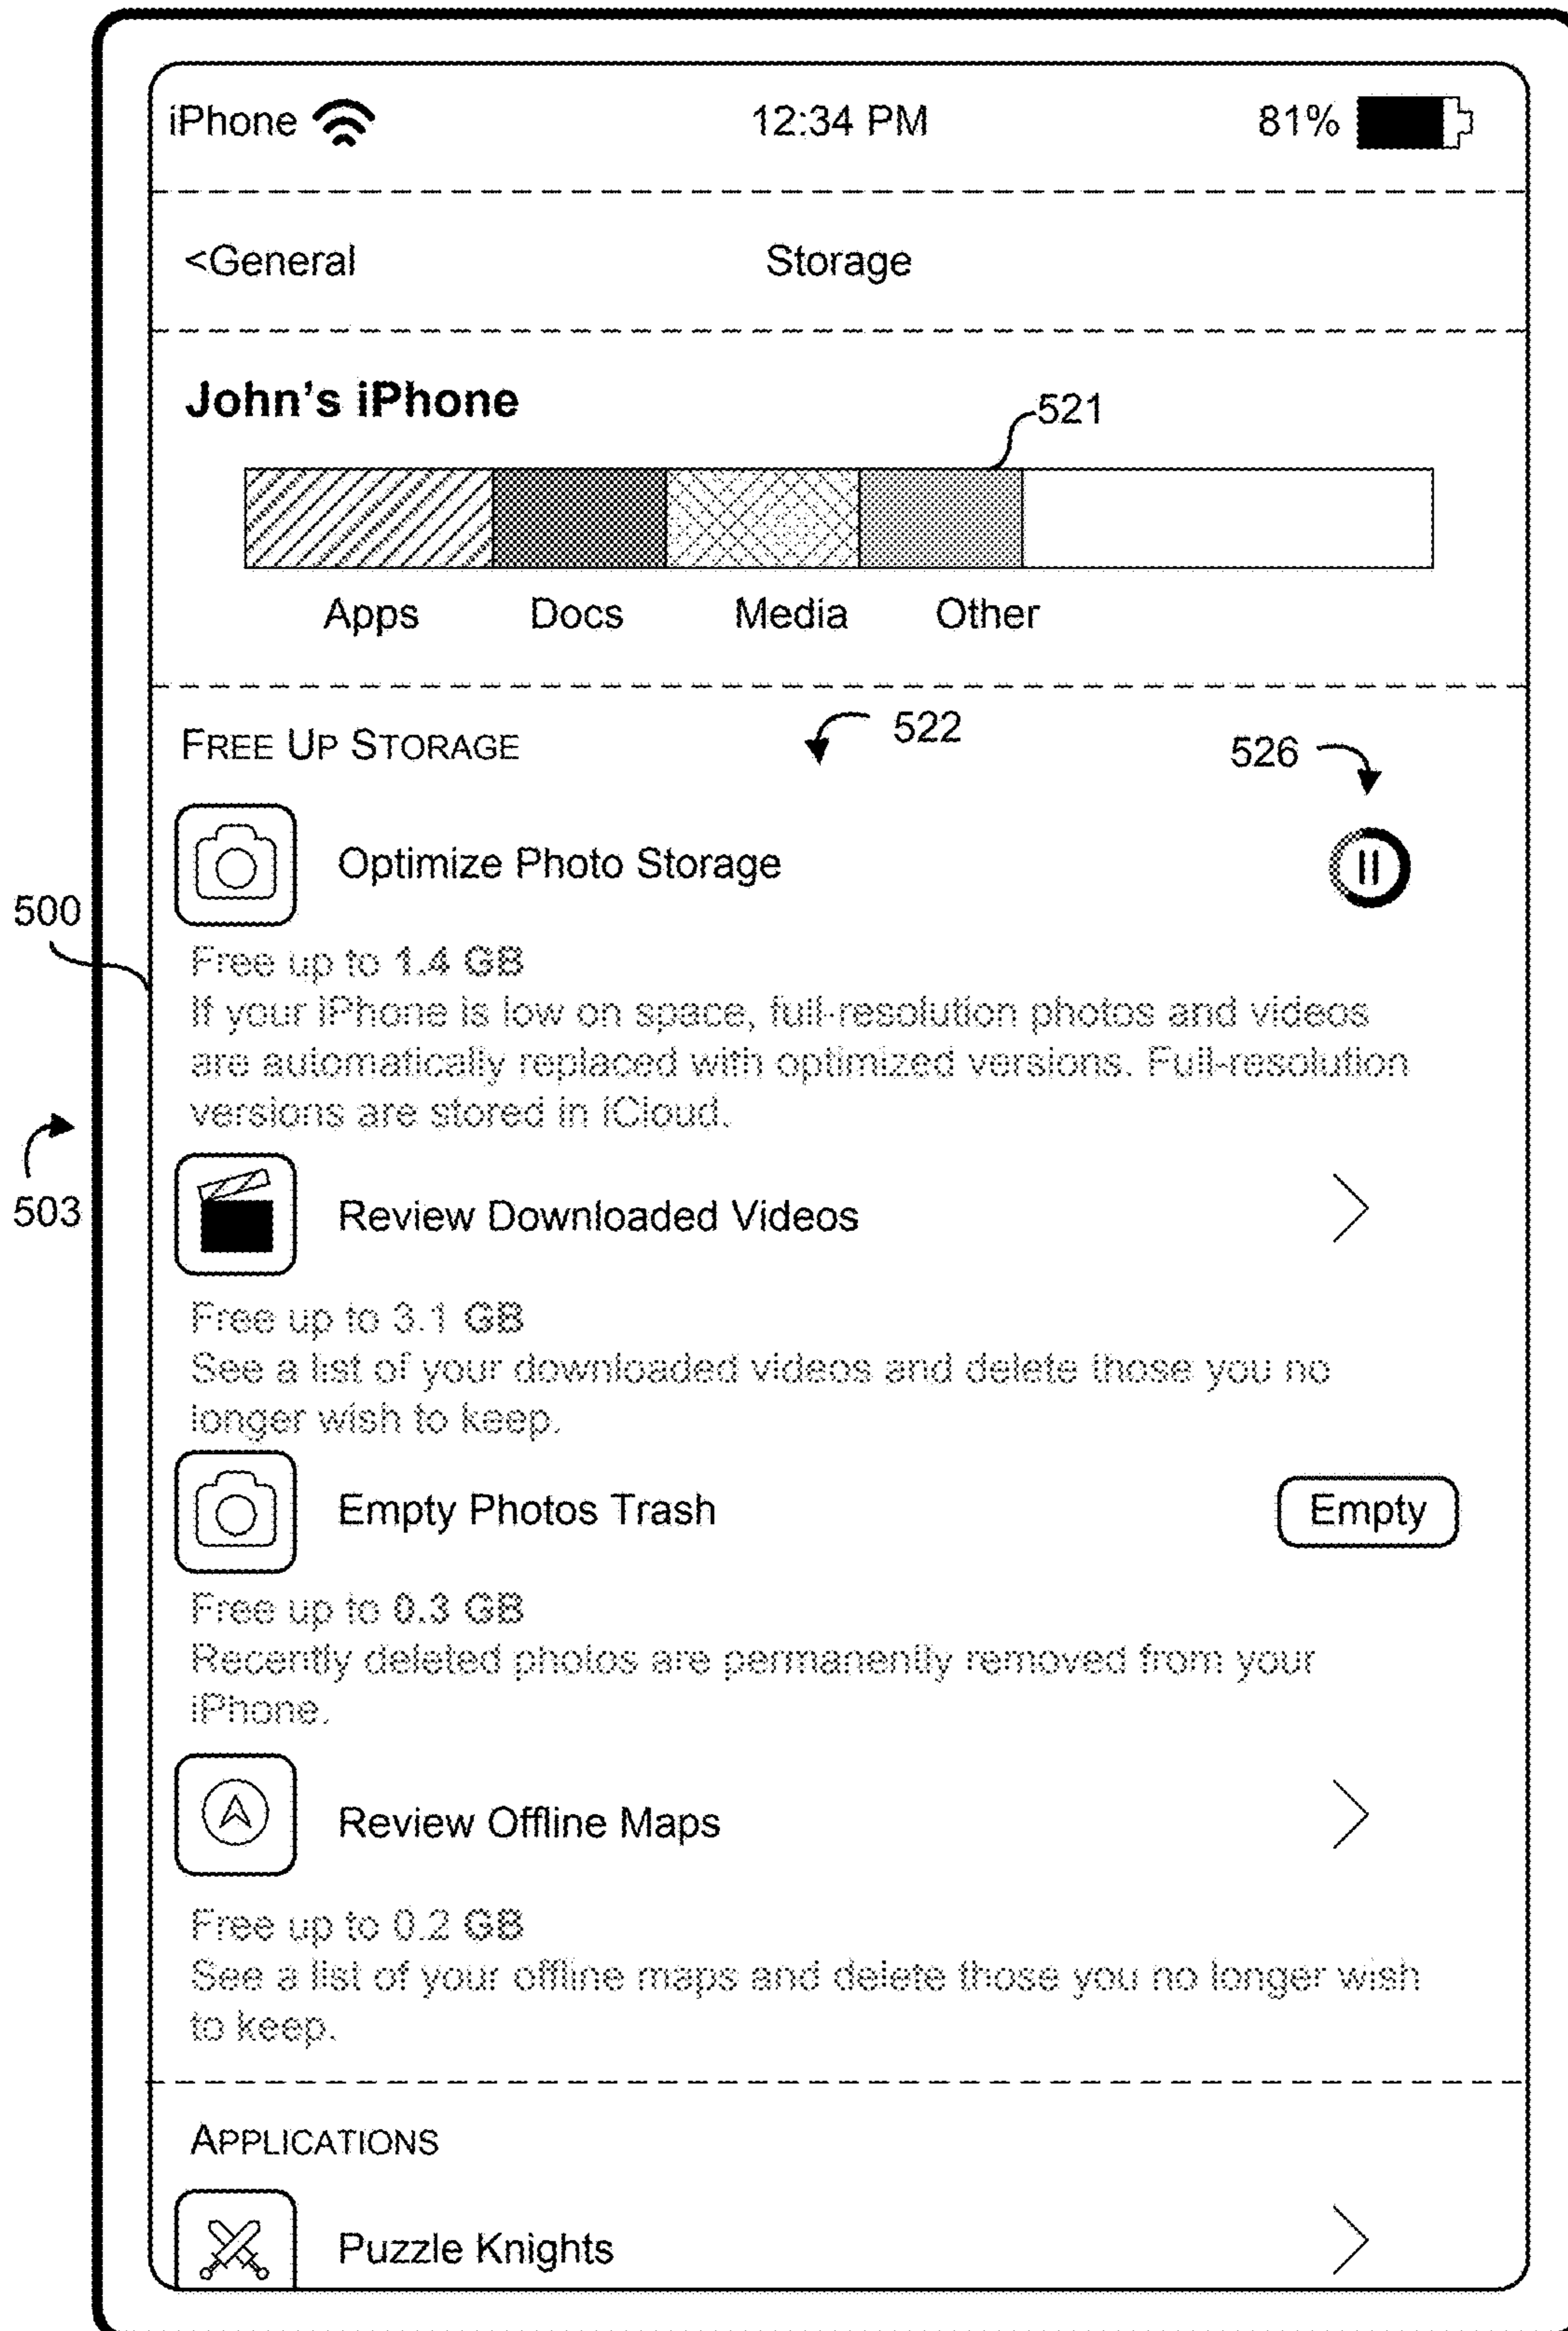 iPhone 12:34 PM 81%
<General Storage
John's iPhone
521
Apps Docs Media Other
522
FREE UP STORAGE
526
Optimize Photo Storage
500
Free up to 1.4 GB
If your iPhone is low on space, full-resolution photos and videos
are automatically replaced with optimized versions. Full-resolution
versions are stored in iCloud.
503
Review Downloaded Videos
Free up to 3.1 GB
See a list of your downloaded videos and delete those you no
longer wish to keep.
Empty Photos Trash Empty
Free up to 0.3 GB
Recently deleted photos are permanently removed from your
iPhone.
Review Offline Maps
Free up to 0.2 GB
See a list of your offline maps and delete those you no longer wish
to keep.
APPLICATIONS
Puzzle Knights